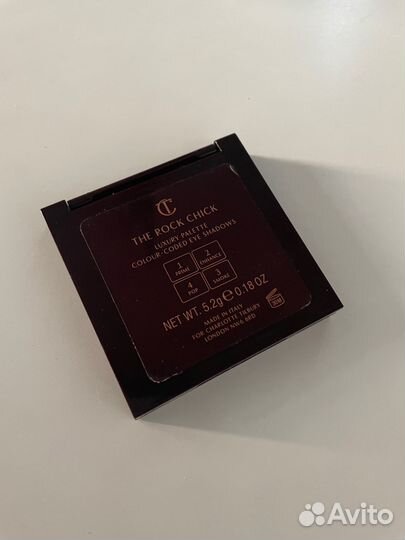 CT
THE ROCK CHICK
LUXURY PALETTE
COLOUR-CODED EYE SHADOWS
1 2
PRIME ENHANCE
4 3
POP SMOKE
NET WT. 5.2g ℮ 0.18 OZ
MADE IN ITALY
FOR CHARLOTTE TILBURY
LONDON NW6 6RD
Avito